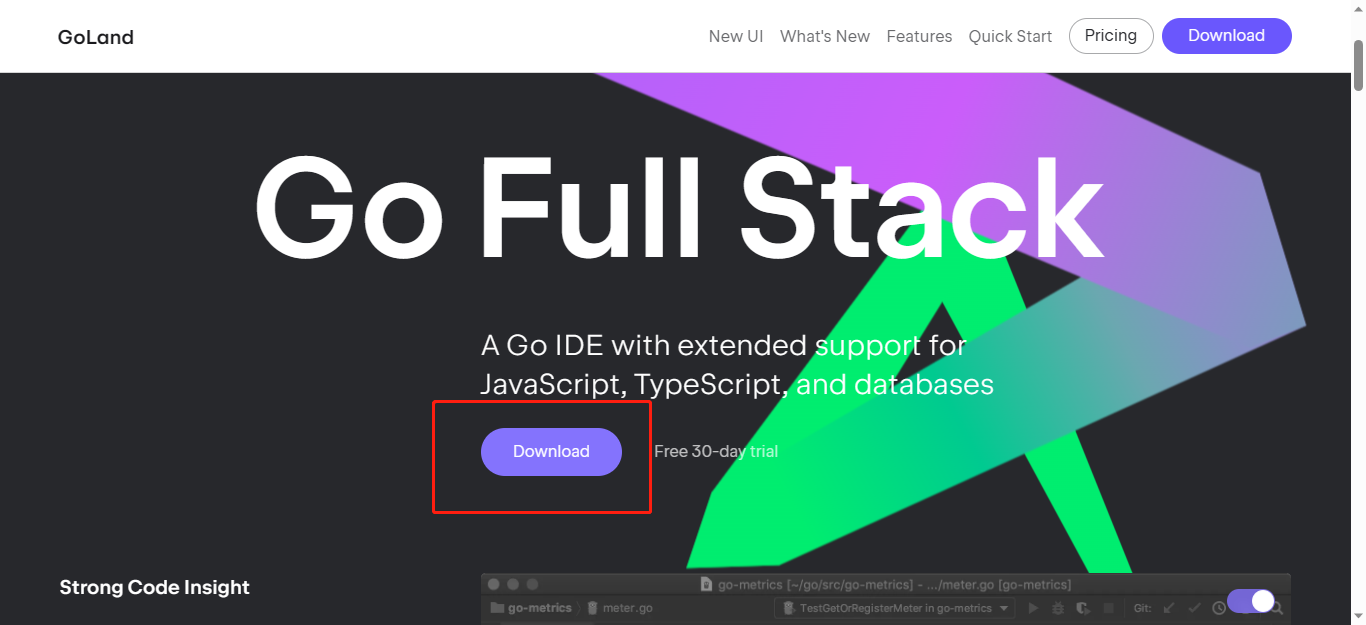 GoLand
New UI What's New Features Quick Start Pricing Download
Go Full Stack
A Go IDE with extended support for
JavaScript, TypeScript, and databases
Download Free 30-day trial
Strong Code Insight
go-metrics [~/go/src/go-metrics] - .../meter.go [go-metrics]
go-metrics meter.go TestGetOrRegisterMeter in go-metrics Git: